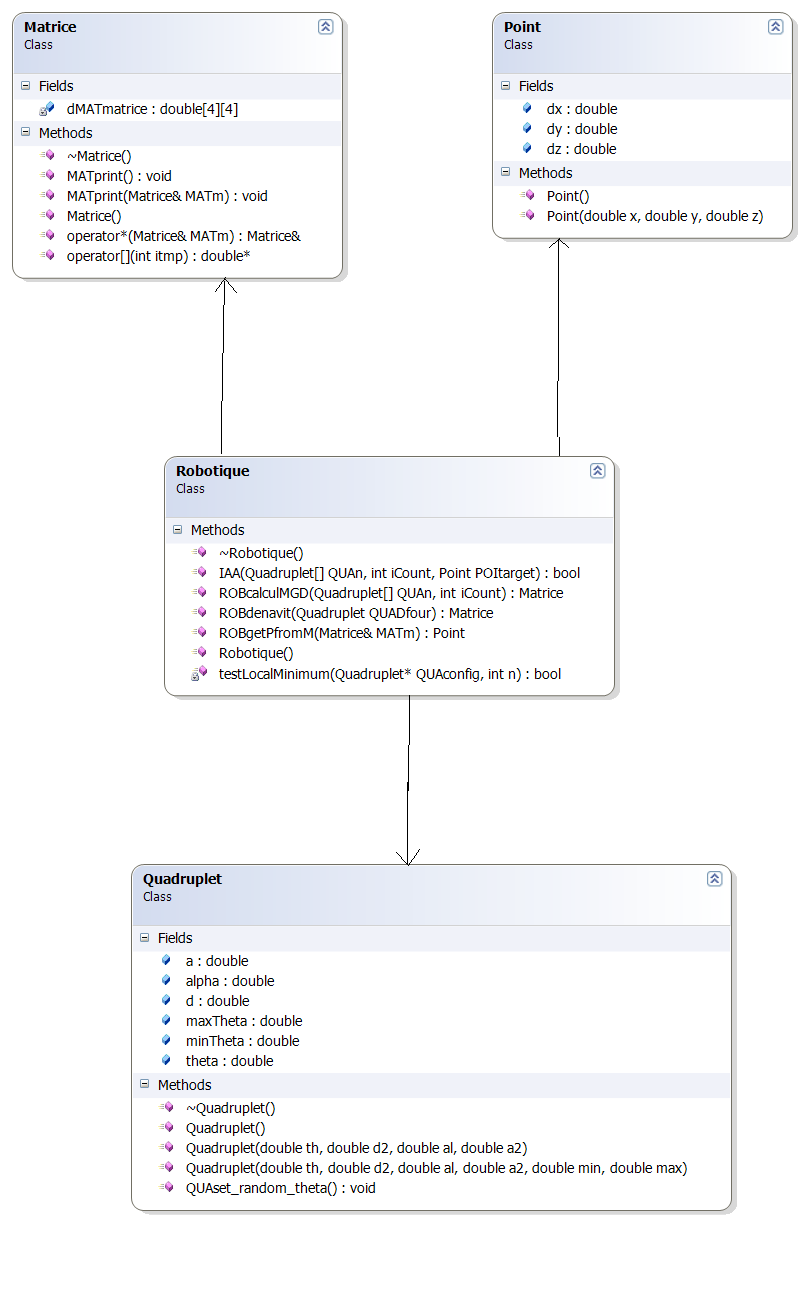 Matrice
Class
Fields
dMATmatrice : double[4][4]
Methods
~Matrice()
MATprint() : void
MATprint(Matrice& MATm) : void
Matrice()
operator*(Matrice& MATm) : Matrice&
operator[](int itmp) : double*
Point
Class
Fields
dx : double
dy : double
dz : double
Methods
Point()
Point(double x, double y, double z)
Robotique
Class
Methods
~Robotique()
IAA(Quadruplet[] QUAn, int iCount, Point POItarget) : bool
ROBcalculMGD(Quadruplet[] QUAn, int iCount) : Matrice
ROBdenavit(Quadruplet QUADfour) : Matrice
ROBgetPfromM(Matrice& MATm) : Point
Robotique()
testLocalMinimum(Quadruplet* QUAconfig, int n) : bool
Quadruplet
Class
Fields
a : double
alpha : double
d : double
maxTheta : double
minTheta : double
theta : double
Methods
~Quadruplet()
Quadruplet()
Quadruplet(double th, double d2, double al, double a2)
Quadruplet(double th, double d2, double al, double a2, double min, double max)
QUAset_random_theta() : void